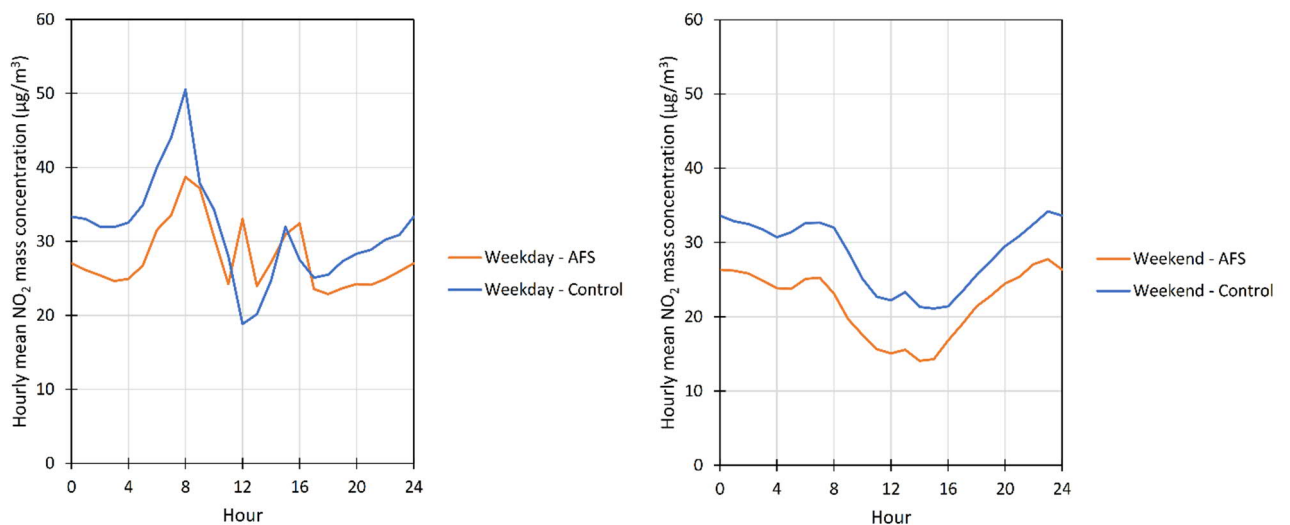 Hourly mean NO₂ mass concentration (µg/m³)
60
50
40
30
20
10
0
0 4 8 12 16 20 24
Hour
Weekday - AFS
Weekday - Control
Hourly mean NO₂ mass concentration (µg/m³)
60
50
40
30
20
10
0
0 4 8 12 16 20 24
Hour
Weekend - AFS
Weekend - Control